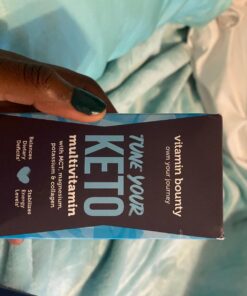 vitamin bounty
own your journey
TUNE YOUR
KETO
multivitamin
with MCT, magnesium,
potassium & collagen.
Balances
Dietary
Deficits
Stabilizes
Energy
Levels